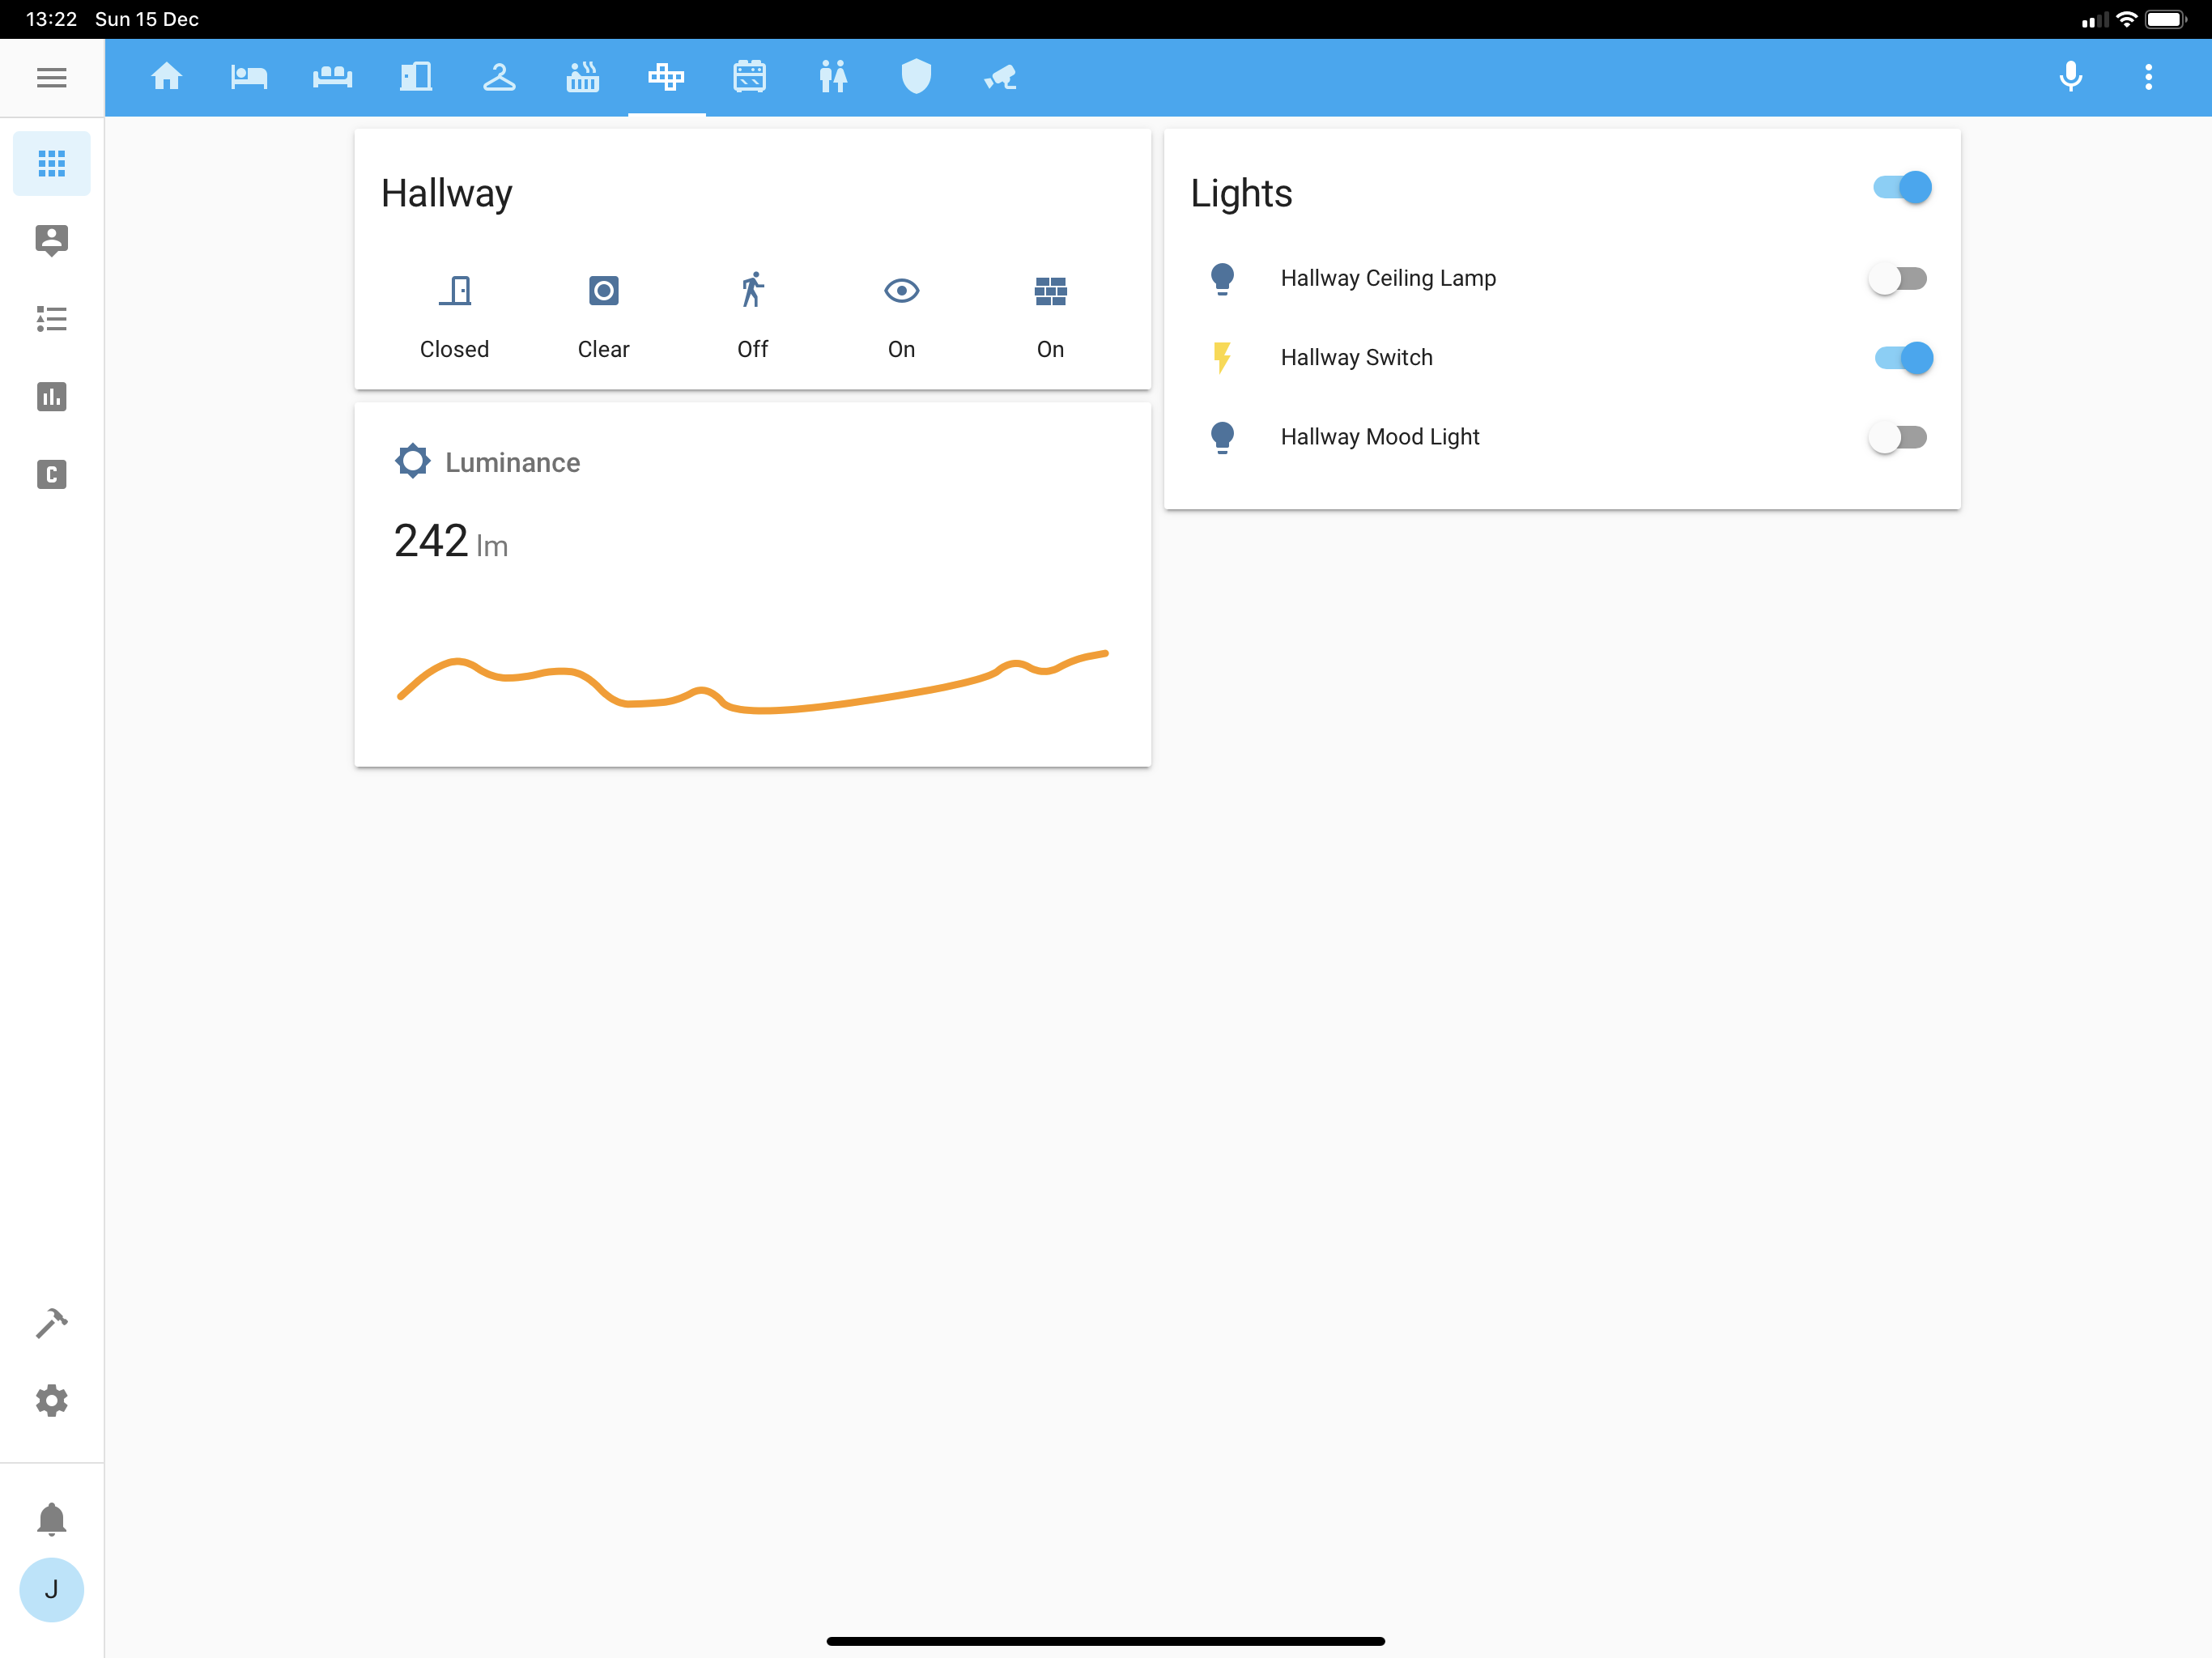 13:22 Sun 15 Dec
Hallway
Closed Clear Off On On
Luminance
242 lm
Lights
Hallway Ceiling Lamp
Hallway Switch
Hallway Mood Light
C
J